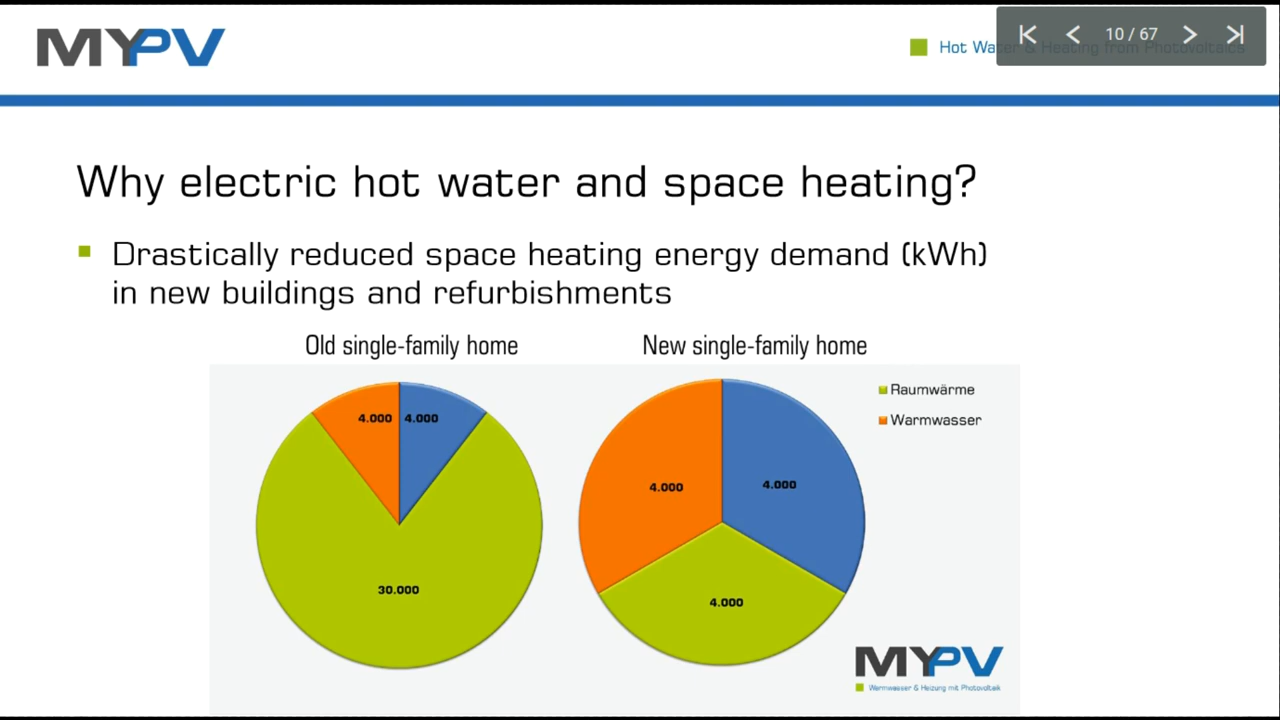 MYPV
Hot Water & Heating from Photovoltaics
10 / 67
Why electric hot water and space heating?
Drastically reduced space heating energy demand (kWh)
in new buildings and refurbishments
Old single-family home
New single-family home
Raumwärme
Warmwasser
4.000
4.000
30.000
4.000
4.000
4.000
MYPV
Warmwasser & Heizung mit Photovoltaik